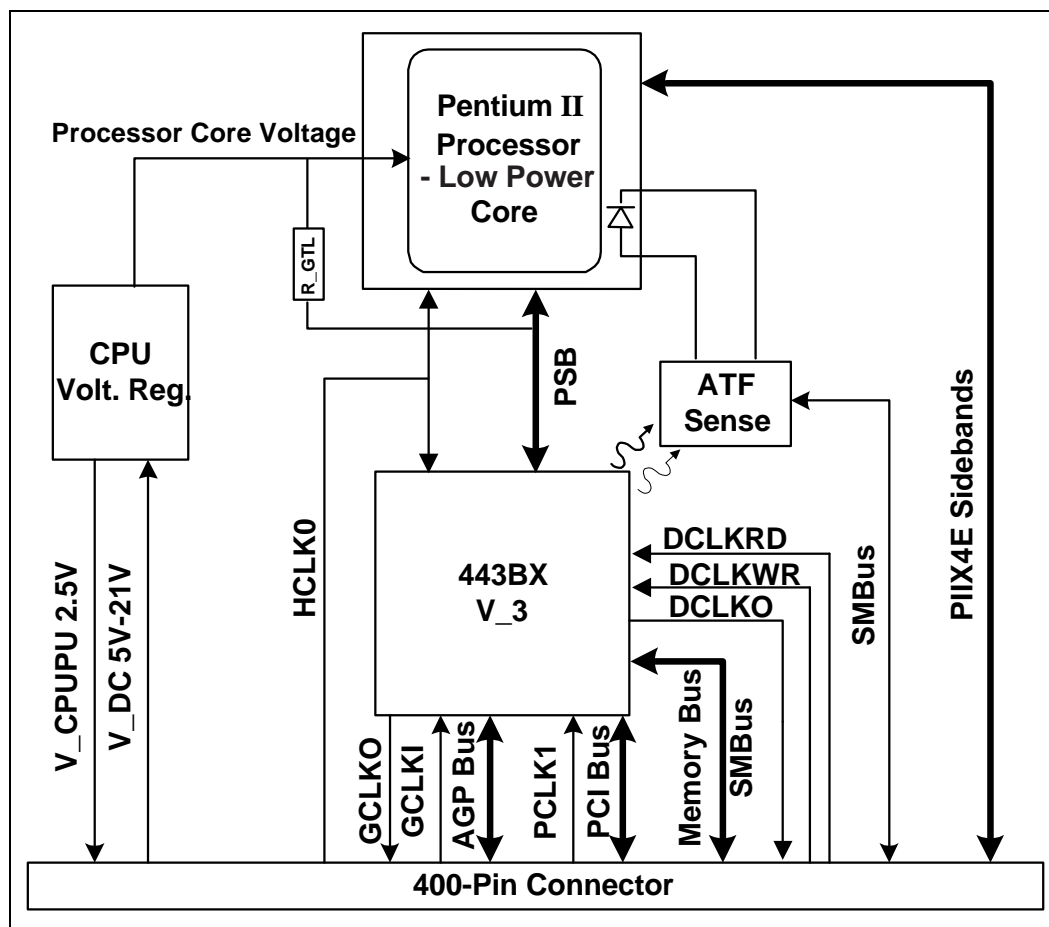 Pentium II
Processor
- Low Power
Core
Processor Core Voltage
R_GTL
CPU
Volt. Reg.
PSB
ATF
Sense
PIIX4E Sidebands
HCLK0
443BX
V_3
DCLKRD
DCLKWR
DCLKO
SMBus
V_CPUPU 2.5V
V_DC 5V-21V
GCLKO
GCLKI
AGP Bus
PCLK1
PCI Bus
Memory Bus
SMBus
400-Pin Connector